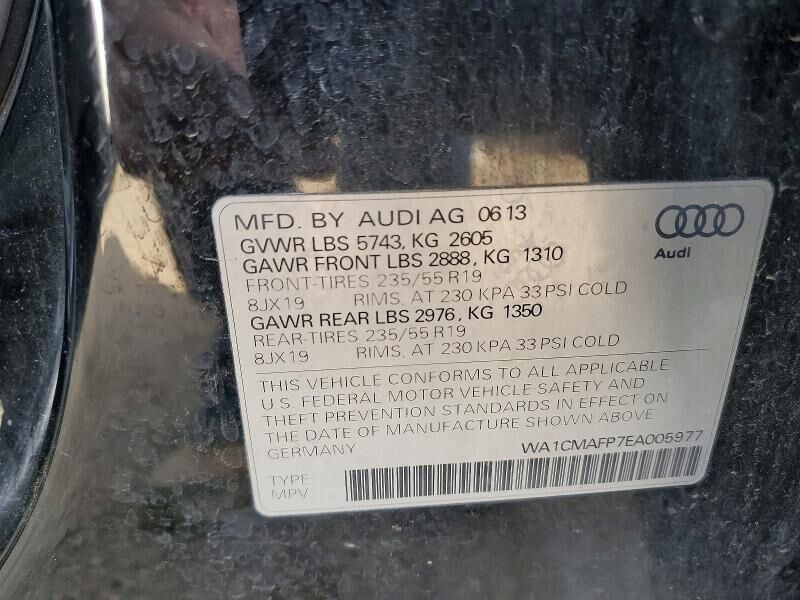 MFD. BY AUDI AG 06 13
GVWR LBS 5743, KG 2605
GAWR FRONT LBS 2888, KG 1310
FRONT-TIRES 235/55 R19
8JX19 RIMS, AT 230 KPA 33 PSI COLD
GAWR REAR LBS 2976, KG 1350
REAR-TIRES 235/55 R19
8JX19 RIMS, AT 230 KPA 33 PSI COLD
Audi
THIS VEHICLE CONFORMS TO ALL APPLICABLE
U.S. FEDERAL MOTOR VEHICLE SAFETY AND
THEFT PREVENTION STANDARDS IN EFFECT ON
THE DATE OF MANUFACTURE SHOWN ABOVE
GERMANY WA1CMAFP7EA005977
TYPE:
MPV